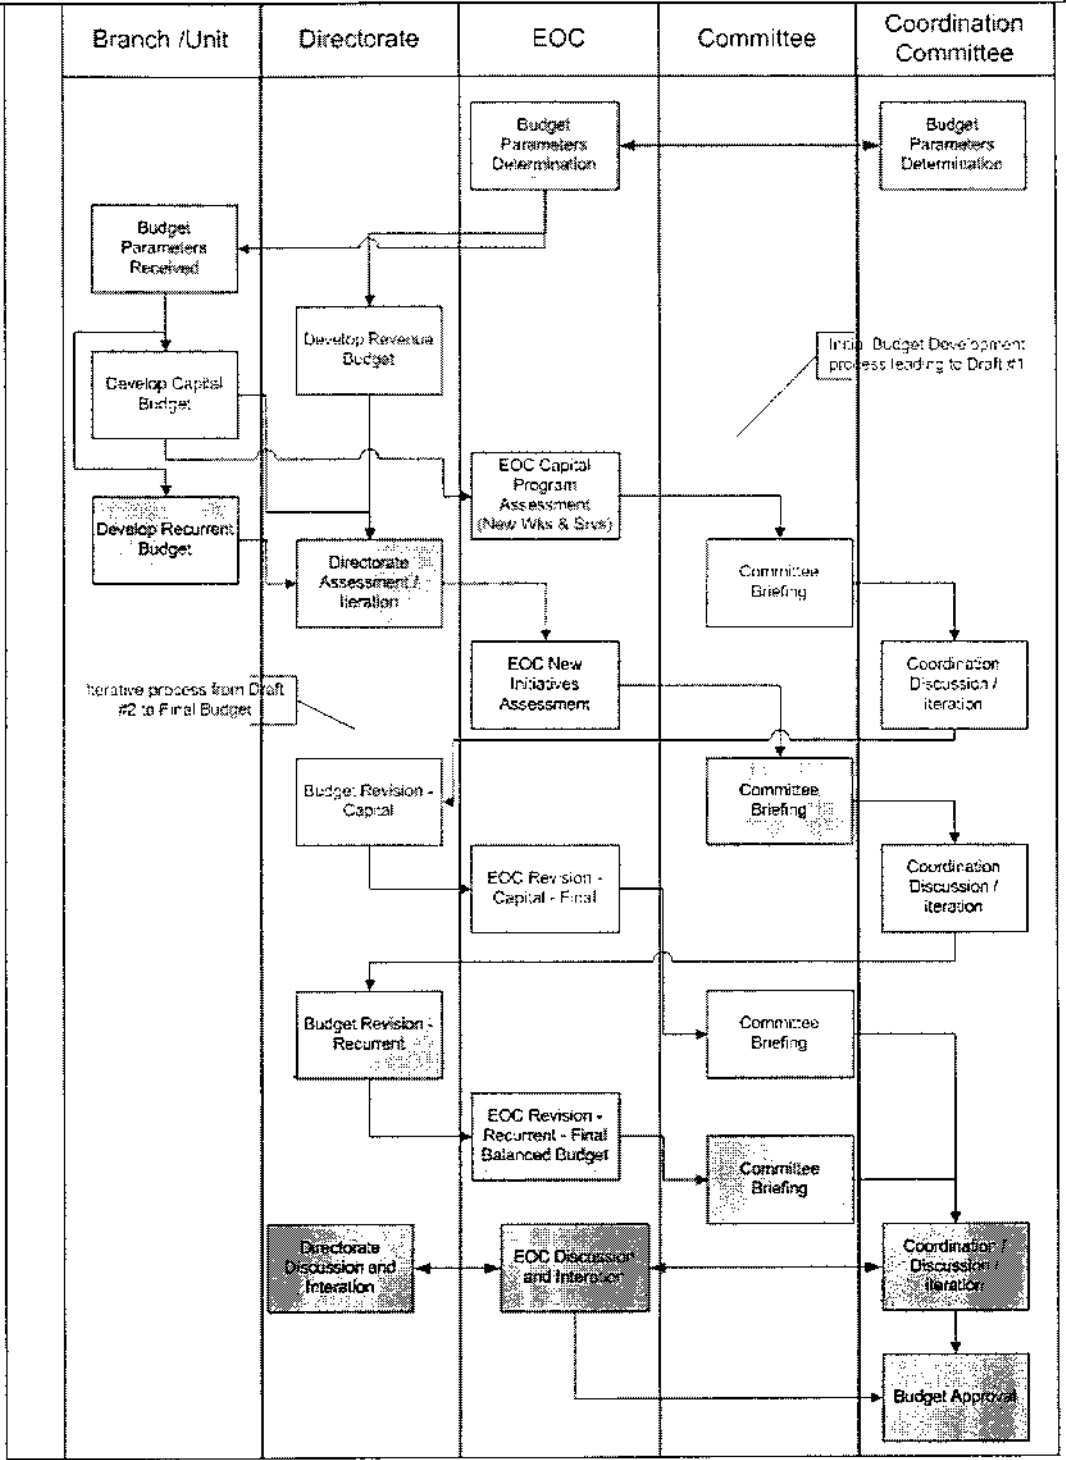 Branch /Unit
Directorate
EOC
Committee
Coordination
Committee
Budget
Parameters
Determination
Budget
Parameters
Determination
Budget
Parameters
Received
Develop Revenue
Budget
Initial Budget Development
process leading to Draft #1
Develop Capital
Budget
EOC Capital
Program
Assessment
(New Wks & Srvs)
Develop Recurrent
Budget
Directorate
Assessment /
Iteration
Committee
Briefing
EOC New
Initiatives
Assessment
Coordination
Discussion /
Iteration
Iterative process from Draft
#2 to Final Budget
Budget Revision -
Capital
Committee
Briefing
EOC Revision -
Capital - Final
Coordination
Discussion /
Iteration
Budget Revision -
Recurrent
Committee
Briefing
EOC Revision -
Recurrent - Final
Balanced Budget
Committee
Briefing
Directorate
Discussion and
Interation
EOC Discussion
and Interation
Coordination /
Discussion /
Iteration
Budget Approval